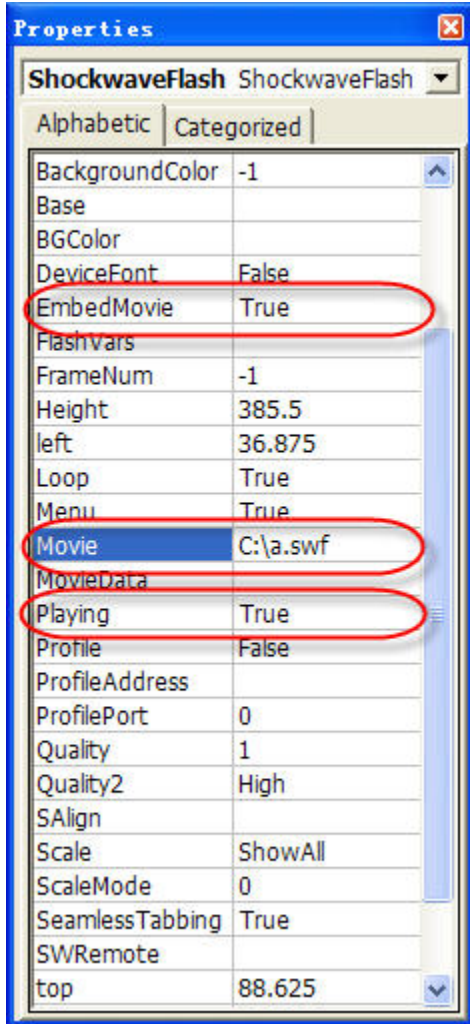 Properties
ShockwaveFlash ShockwaveFlash
Alphabetic Categorized
BackgroundColor -1
Base
BGColor
DeviceFont False
EmbedMovie True
FlashVars
FrameNum -1
Height 385.5
left 36.875
Loop True
Menu True
Movie C:\a.swf
MovieData
Playing True
Profile False
ProfileAddress
ProfilePort 0
Quality 1
Quality2 High
SAlign
Scale ShowAll
ScaleMode 0
SeamlessTabbing True
SWRemote
top 88.625